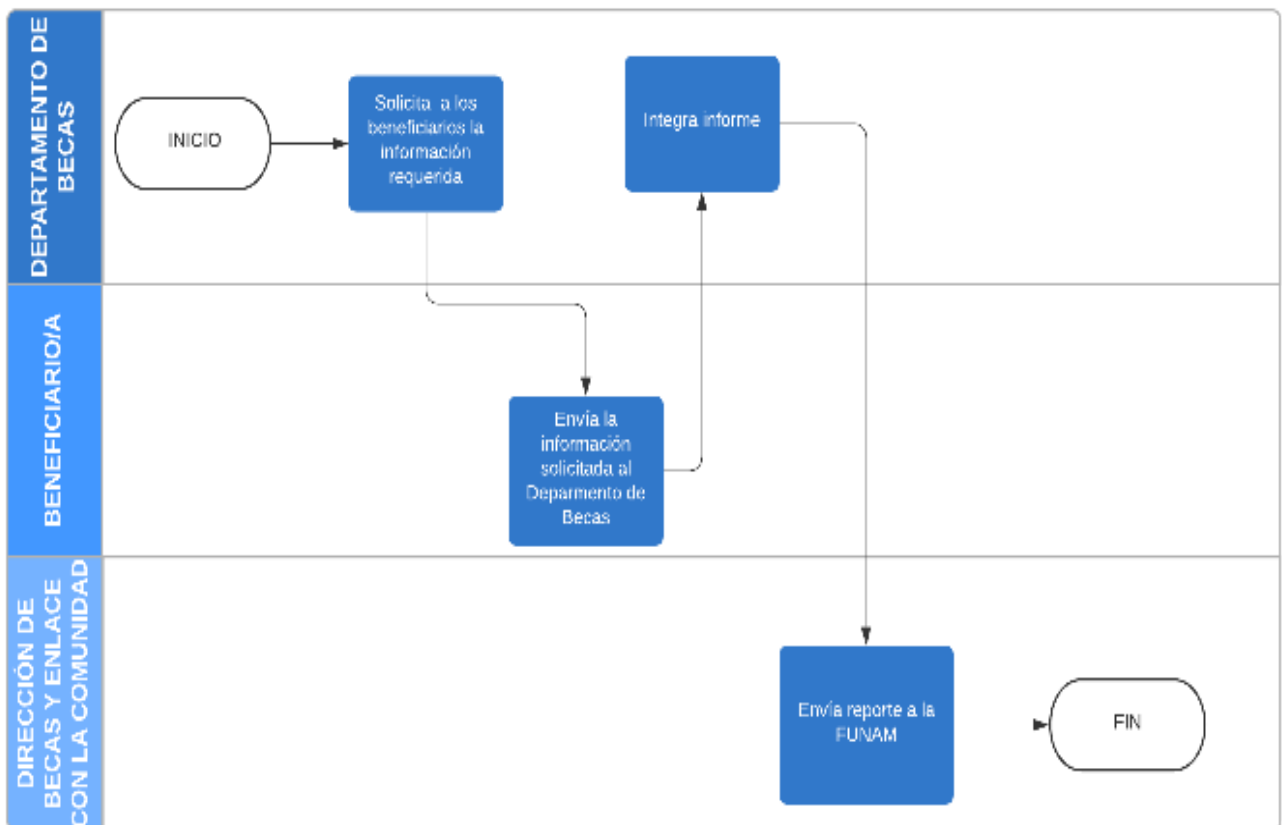 DEPARTAMENTO DE
BECAS
INICIO
Solicita a los
beneficiarios la
información
requerida
Integra informe
BENEFICIARIO/A
Envía la
información
solicitada al
Deparmento de
Becas
DIRECCIÓN DE
BECAS Y ENLACE
CON LA COMUNIDAD
Envía reporte a la
FUNAM
FIN